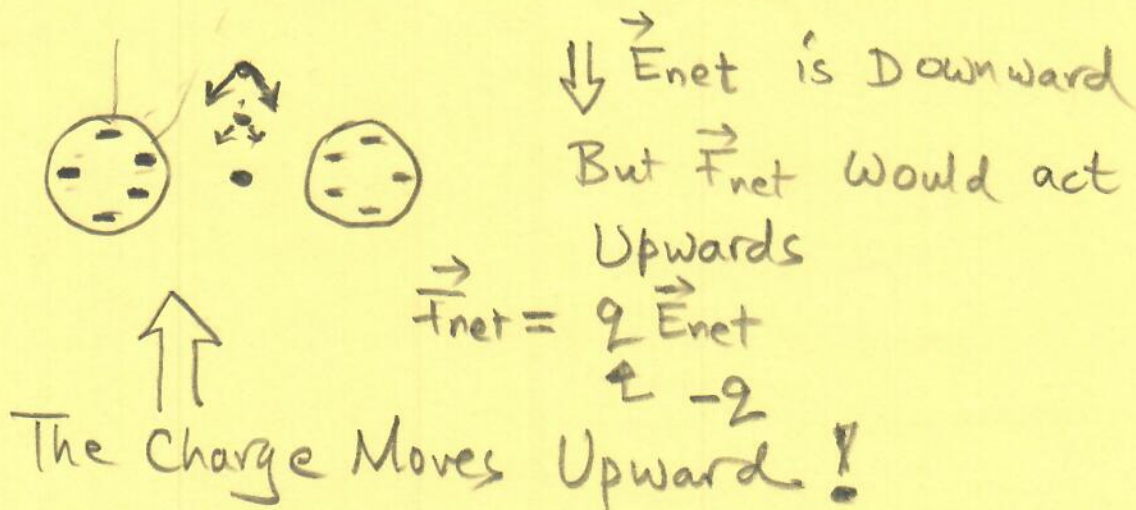 ⇓ E⃗net is Downward
But F⃗net would act
Upwards
F⃗net = q E⃗net
↑ -q
The Charge Moves Upward!